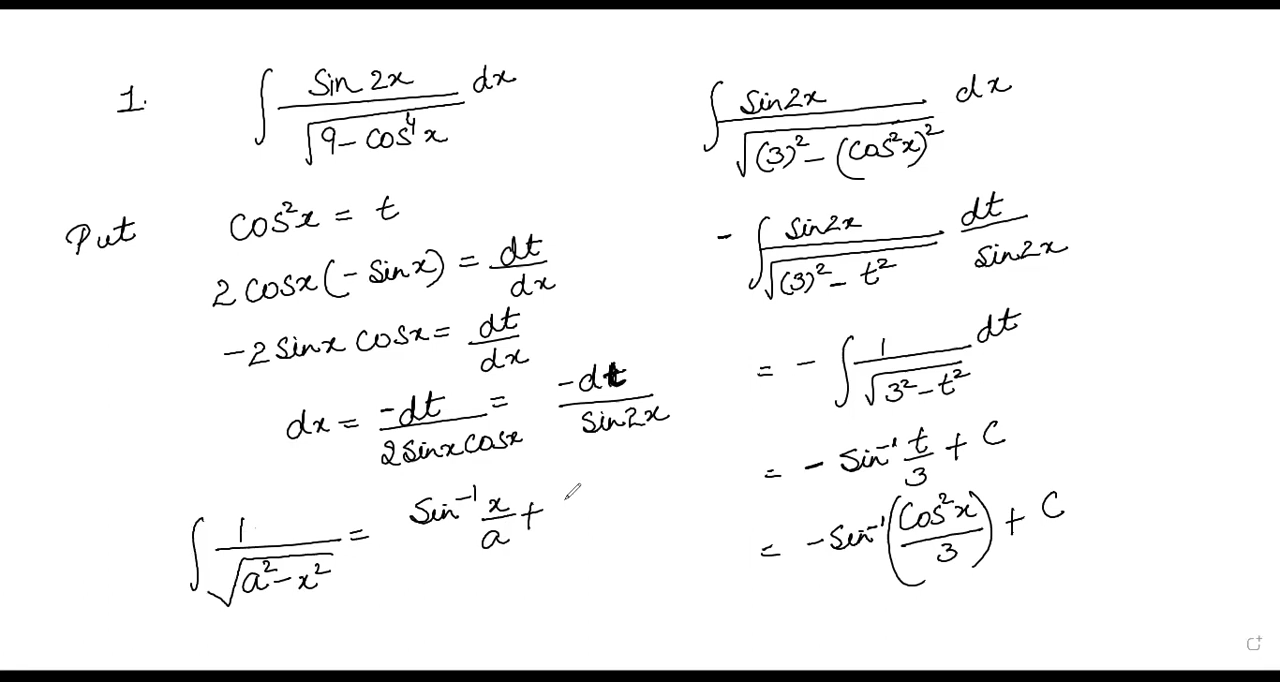 1. ∫ Sin 2x / √(9 - Cos⁴x) dx
Put Cos²x = t
2 Cosx (- Sinx) = dt/dx
-2 Sinx Cosx = dt/dx
dx = -dt / 2 Sinx Cosx = -dt / Sin2x
∫ 1 / √(a² - x²) = Sin⁻¹ x/a +
∫ Sin2x / √((3)² - (Cos²x)²) dx
- ∫ Sin2x / √((3)² - t²) dt / Sin2x
= - ∫ 1 / √(3² - t²) dt
= - Sin⁻¹ t/3 + C
= - Sin⁻¹ (Cos²x / 3) + C